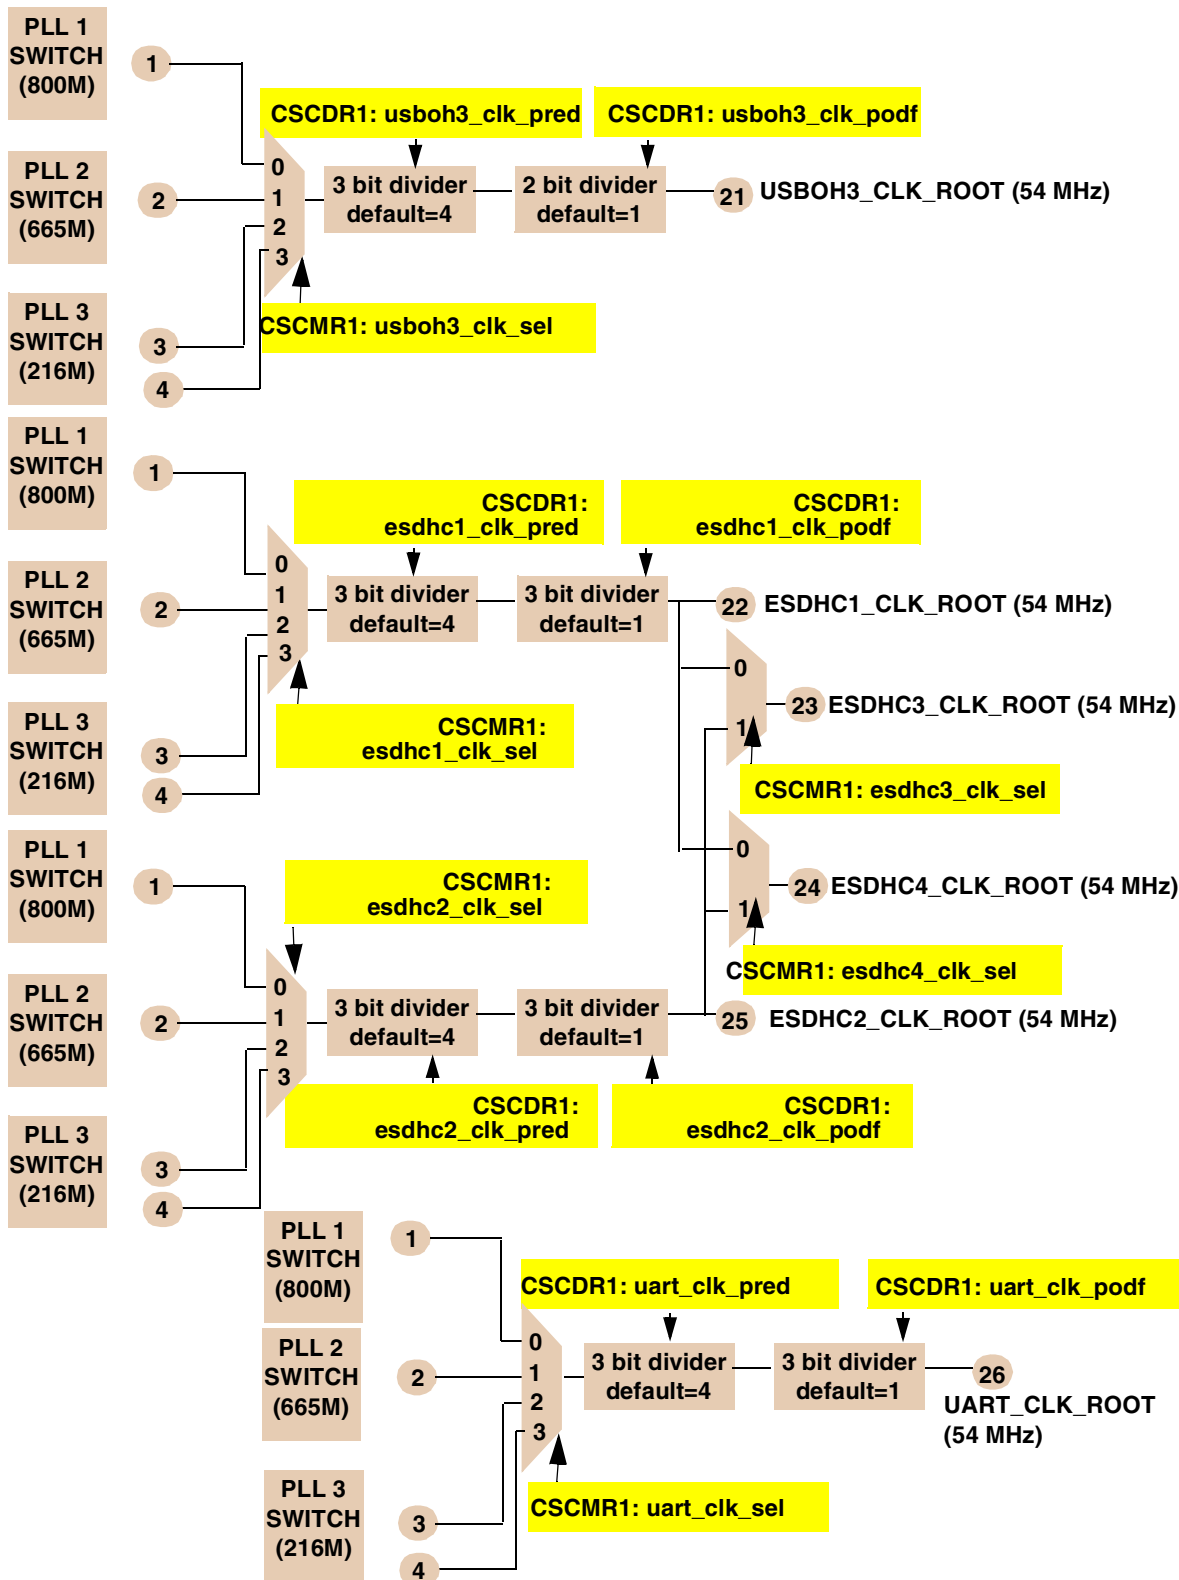 PLL 1
SWITCH
(800M)
1
CSCDR1: usboh3_clk_pred
CSCDR1: usboh3_clk_podf
PLL 2
SWITCH
(665M)
2
0
1
2
3
3 bit divider
default=4
2 bit divider
default=1
21
USBOH3_CLK_ROOT (54 MHz)
PLL 3
SWITCH
(216M)
3
4
CSCMR1: usboh3_clk_sel
PLL 1
SWITCH
(800M)
1
CSCDR1:
esdhc1_clk_pred
CSCDR1:
esdhc1_clk_podf
PLL 2
SWITCH
(665M)
2
0
1
2
3
3 bit divider
default=4
3 bit divider
default=1
22
ESDHC1_CLK_ROOT (54 MHz)
0
1
23
ESDHC3_CLK_ROOT (54 MHz)
PLL 3
SWITCH
(216M)
3
4
CSCMR1:
esdhc1_clk_sel
CSCMR1: esdhc3_clk_sel
PLL 1
SWITCH
(800M)
1
CSCMR1:
esdhc2_clk_sel
0
1
24
ESDHC4_CLK_ROOT (54 MHz)
CSCMR1: esdhc4_clk_sel
PLL 2
SWITCH
(665M)
2
0
1
2
3
3 bit divider
default=4
3 bit divider
default=1
25
ESDHC2_CLK_ROOT (54 MHz)
CSCDR1:
esdhc2_clk_pred
CSCDR1:
esdhc2_clk_podf
PLL 3
SWITCH
(216M)
3
4
PLL 1
SWITCH
(800M)
1
CSCDR1: uart_clk_pred
CSCDR1: uart_clk_podf
PLL 2
SWITCH
(665M)
2
0
1
2
3
3 bit divider
default=4
3 bit divider
default=1
26
UART_CLK_ROOT
(54 MHz)
PLL 3
SWITCH
(216M)
3
4
CSCMR1: uart_clk_sel